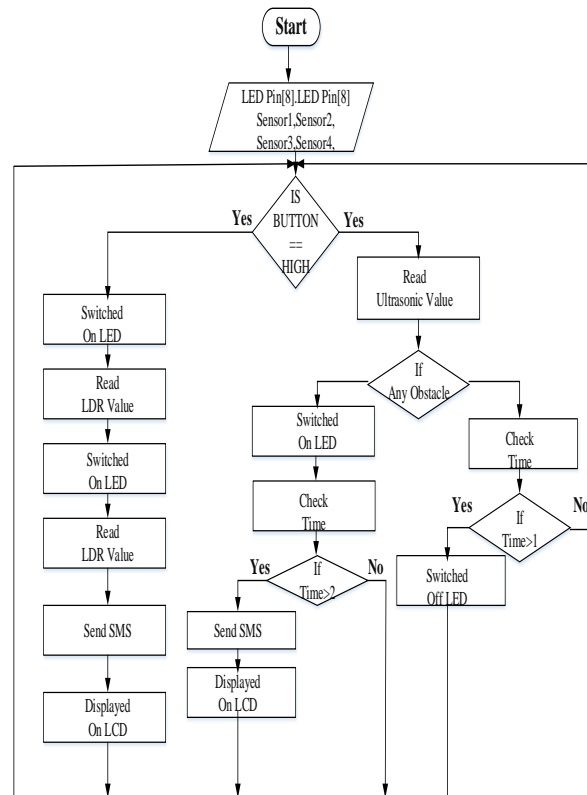 Start
LED Pin[8].LED Pin[8]
Sensor1,Sensor2,
Sensor3,Sensor4,
IS
BUTTON
==
HIGH
Yes
Yes
Switched
On LED
Read
LDR Value
Switched
On LED
Read
LDR Value
Send SMS
Displayed
On LCD
Read
Ultrasonic Value
If
Any Obstacle
Switched
On LED
Check
Time
If
Time>2
Yes
No
Send SMS
Displayed
On LCD
Check
Time
If
Time>1
Yes
No
Switched
Off LED